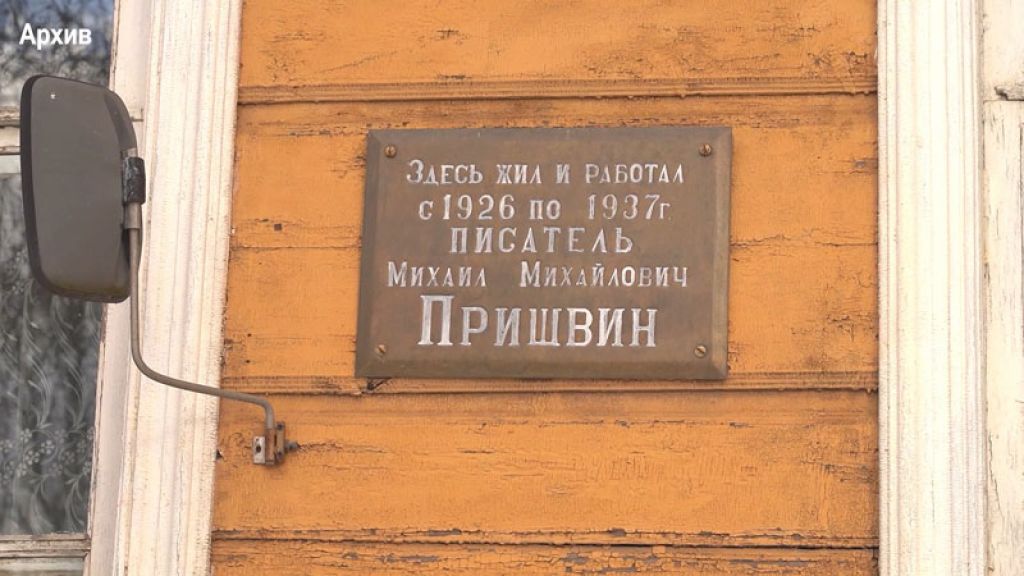 Архив
Здесь жил и работал
с 1926 по 1937г.
ПИСАТЕЛЬ
Михаил Михайлович
Пришвин